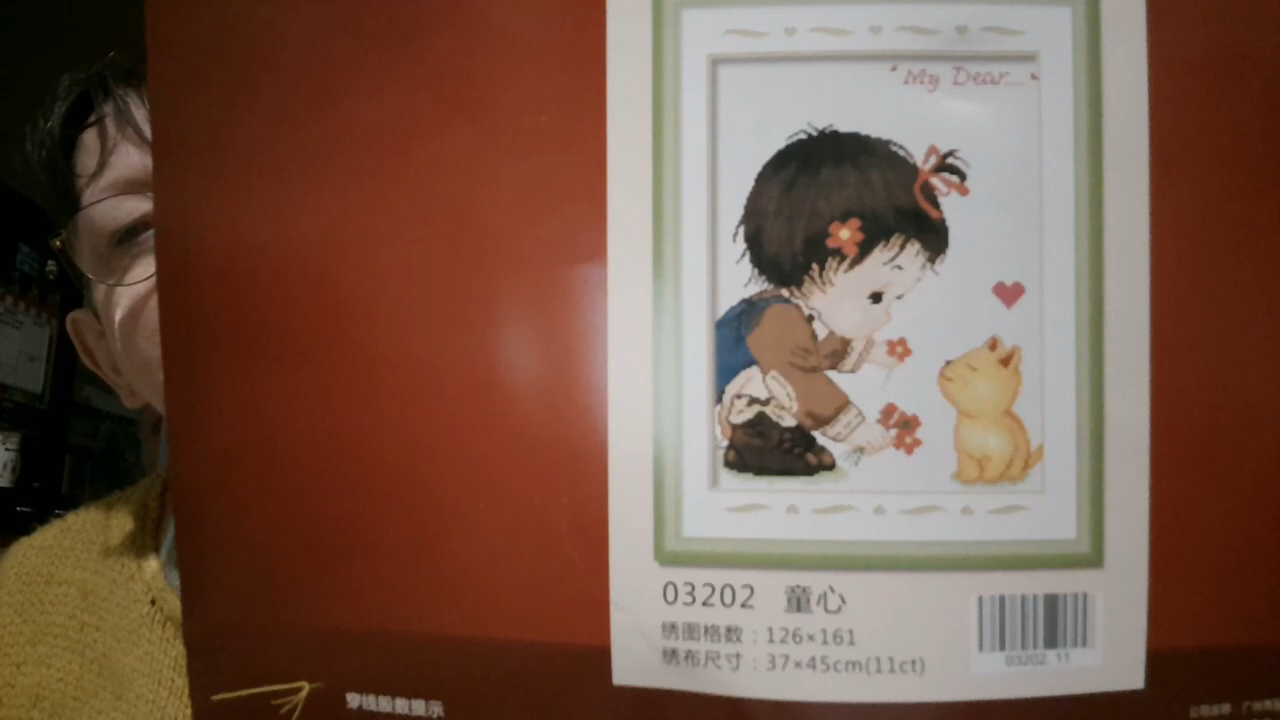 "My Dear..."
03202 童心
绣图格数：126×161
绣布尺寸：37×45cm(11ct)
03202 11
穿线股数提示